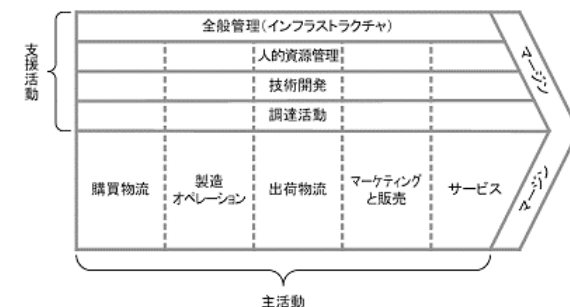 全般管理(インフラストラクチャ)
支援活動
人的資源管理
技術開発
調達活動
マージン
購買物流
製造
オペレーション
出荷物流
マーケティング
と販売
サービス
マージン
主活動